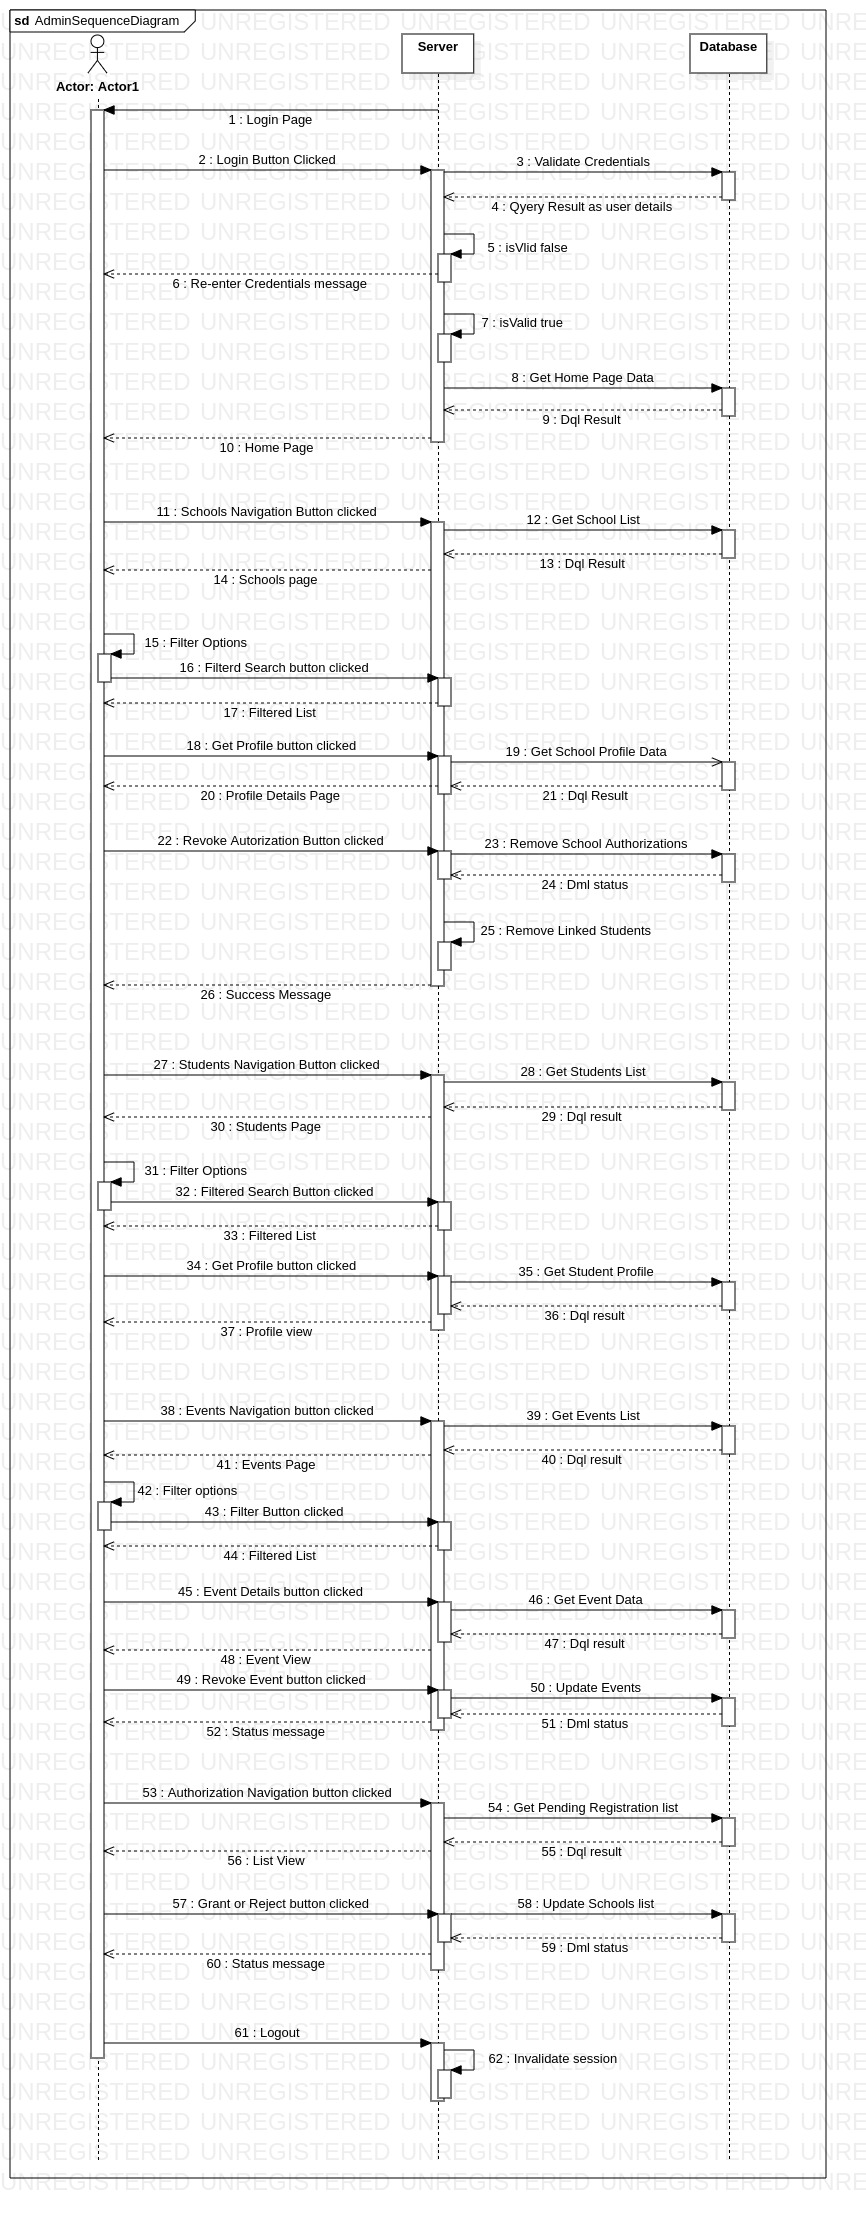 sd AdminSequenceDiagram
Actor: Actor1
Server
Database
1 : Login Page
2 : Login Button Clicked
3 : Validate Credentials
4 : Qyery Result as user details
5 : isVlid false
6 : Re-enter Credentials message
7 : isValid true
8 : Get Home Page Data
9 : Dql Result
10 : Home Page
11 : Schools Navigation Button clicked
12 : Get School List
13 : Dql Result
14 : Schools page
15 : Filter Options
16 : Filterd Search button clicked
17 : Filtered List
18 : Get Profile button clicked
19 : Get School Profile Data
20 : Profile Details Page
21 : Dql Result
22 : Revoke Autorization Button clicked
23 : Remove School Authorizations
24 : Dml status
25 : Remove Linked Students
26 : Success Message
27 : Students Navigation Button clicked
28 : Get Students List
29 : Dql result
30 : Students Page
31 : Filter Options
32 : Filtered Search Button clicked
33 : Filtered List
34 : Get Profile button clicked
35 : Get Student Profile
36 : Dql result
37 : Profile view
38 : Events Navigation button clicked
39 : Get Events List
40 : Dql result
41 : Events Page
42 : Filter options
43 : Filter Button clicked
44 : Filtered List
45 : Event Details button clicked
46 : Get Event Data
47 : Dql result
48 : Event View
49 : Revoke Event button clicked
50 : Update Events
51 : Dml status
52 : Status message
53 : Authorization Navigation button clicked
54 : Get Pending Registration list
55 : Dql result
56 : List View
57 : Grant or Reject button clicked
58 : Update Schools list
59 : Dml status
60 : Status message
61 : Logout
62 : Invalidate session
UNREGISTERED